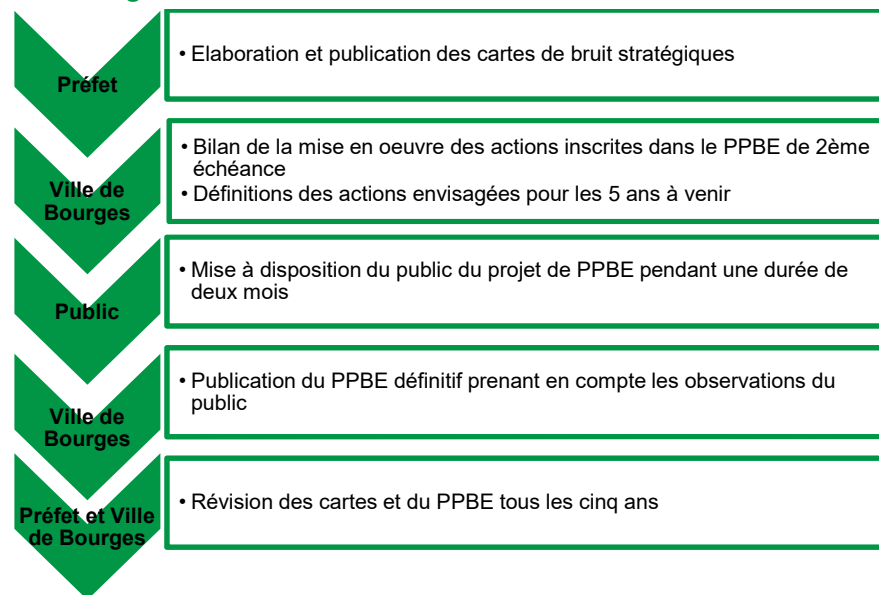 Préfet
• Elaboration et publication des cartes de bruit stratégiques
Ville de
Bourges
• Bilan de la mise en oeuvre des actions inscrites dans le PPBE de 2ème
échéance
• Définitions des actions envisagées pour les 5 ans à venir
Public
• Mise à disposition du public du projet de PPBE pendant une durée de
deux mois
Ville de
Bourges
• Publication du PPBE définitif prenant en compte les observations du
public
Préfet et Ville
de Bourges
• Révision des cartes et du PPBE tous les cinq ans